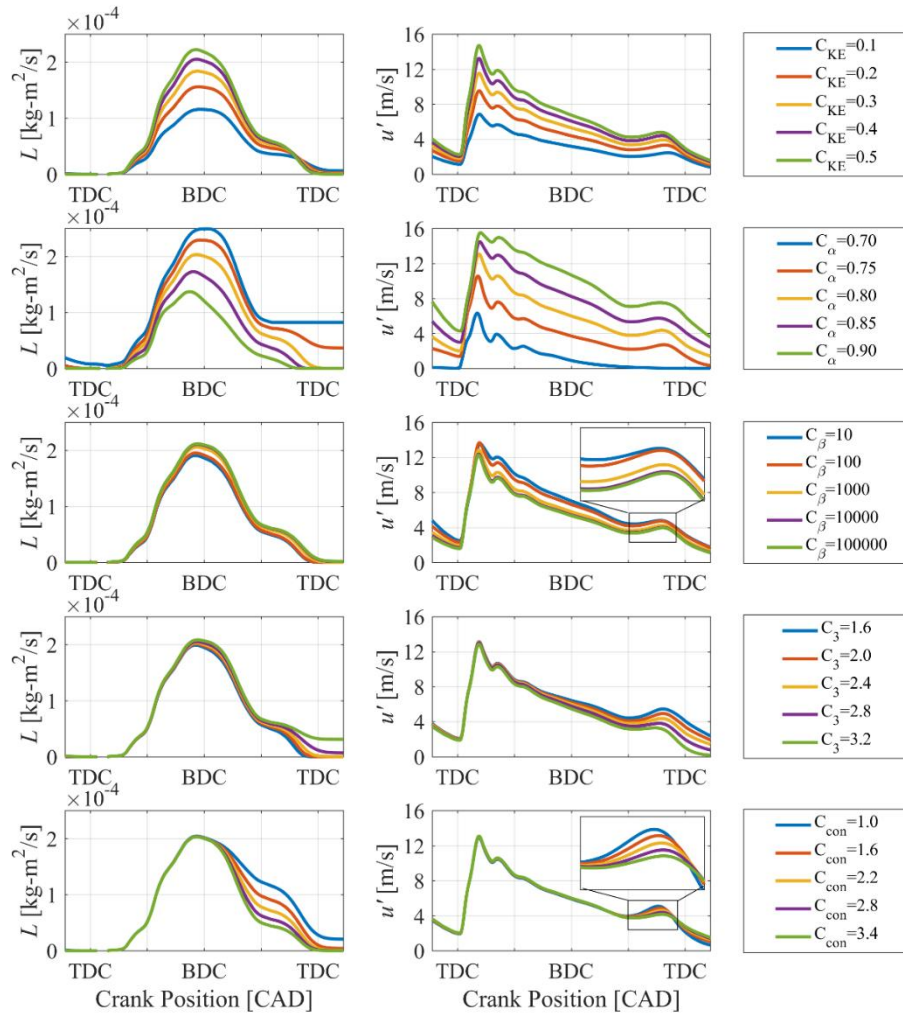 ×10⁻⁴
L [kg-m²/s]
2
1
0
TDC BDC TDC
u′ [m/s]
16
12
8
4
0
TDC BDC TDC
C_KE=0.1
C_KE=0.2
C_KE=0.3
C_KE=0.4
C_KE=0.5
×10⁻⁴
L [kg-m²/s]
2
1
0
TDC BDC TDC
u′ [m/s]
16
12
8
4
0
TDC BDC TDC
C_α=0.70
C_α=0.75
C_α=0.80
C_α=0.85
C_α=0.90
×10⁻⁴
L [kg-m²/s]
2
1
0
TDC BDC TDC
u′ [m/s]
16
12
8
4
0
TDC BDC TDC
C_β=10
C_β=100
C_β=1000
C_β=10000
C_β=100000
×10⁻⁴
L [kg-m²/s]
2
1
0
TDC BDC TDC
u′ [m/s]
16
12
8
4
0
TDC BDC TDC
C_3=1.6
C_3=2.0
C_3=2.4
C_3=2.8
C_3=3.2
×10⁻⁴
L [kg-m²/s]
2
1
0
TDC BDC TDC
Crank Position [CAD]
u′ [m/s]
16
12
8
4
0
TDC BDC TDC
Crank Position [CAD]
C_con=1.0
C_con=1.6
C_con=2.2
C_con=2.8
C_con=3.4